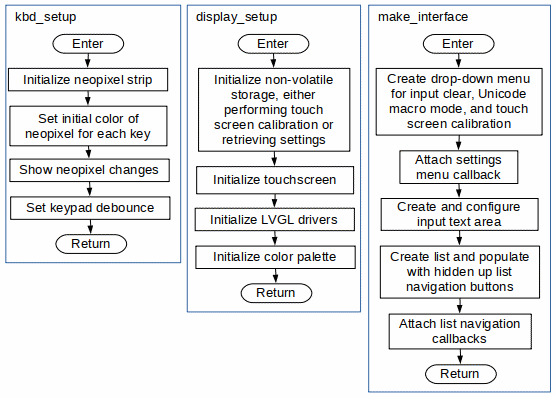 kbd_setup
Enter
Initialize neopixel strip
Set initial color of
neopixel for each key
Show neopixel changes
Set keypad debounce
Return
display_setup
Enter
Initialize non-volatile
storage, either
performing touch
screen calibration or
retrieving settings
Initialize touchscreen
Initialize LVGL drivers
Initialize color palette
Return
make_interface
Enter
Create drop-down menu
for input clear, Unicode
macro mode, and touch
screen calibration
Attach settings
menu callback
Create and configure
input text area
Create list and populate
with hidden up list
navigation buttons
Attach list navigation
callbacks
Return